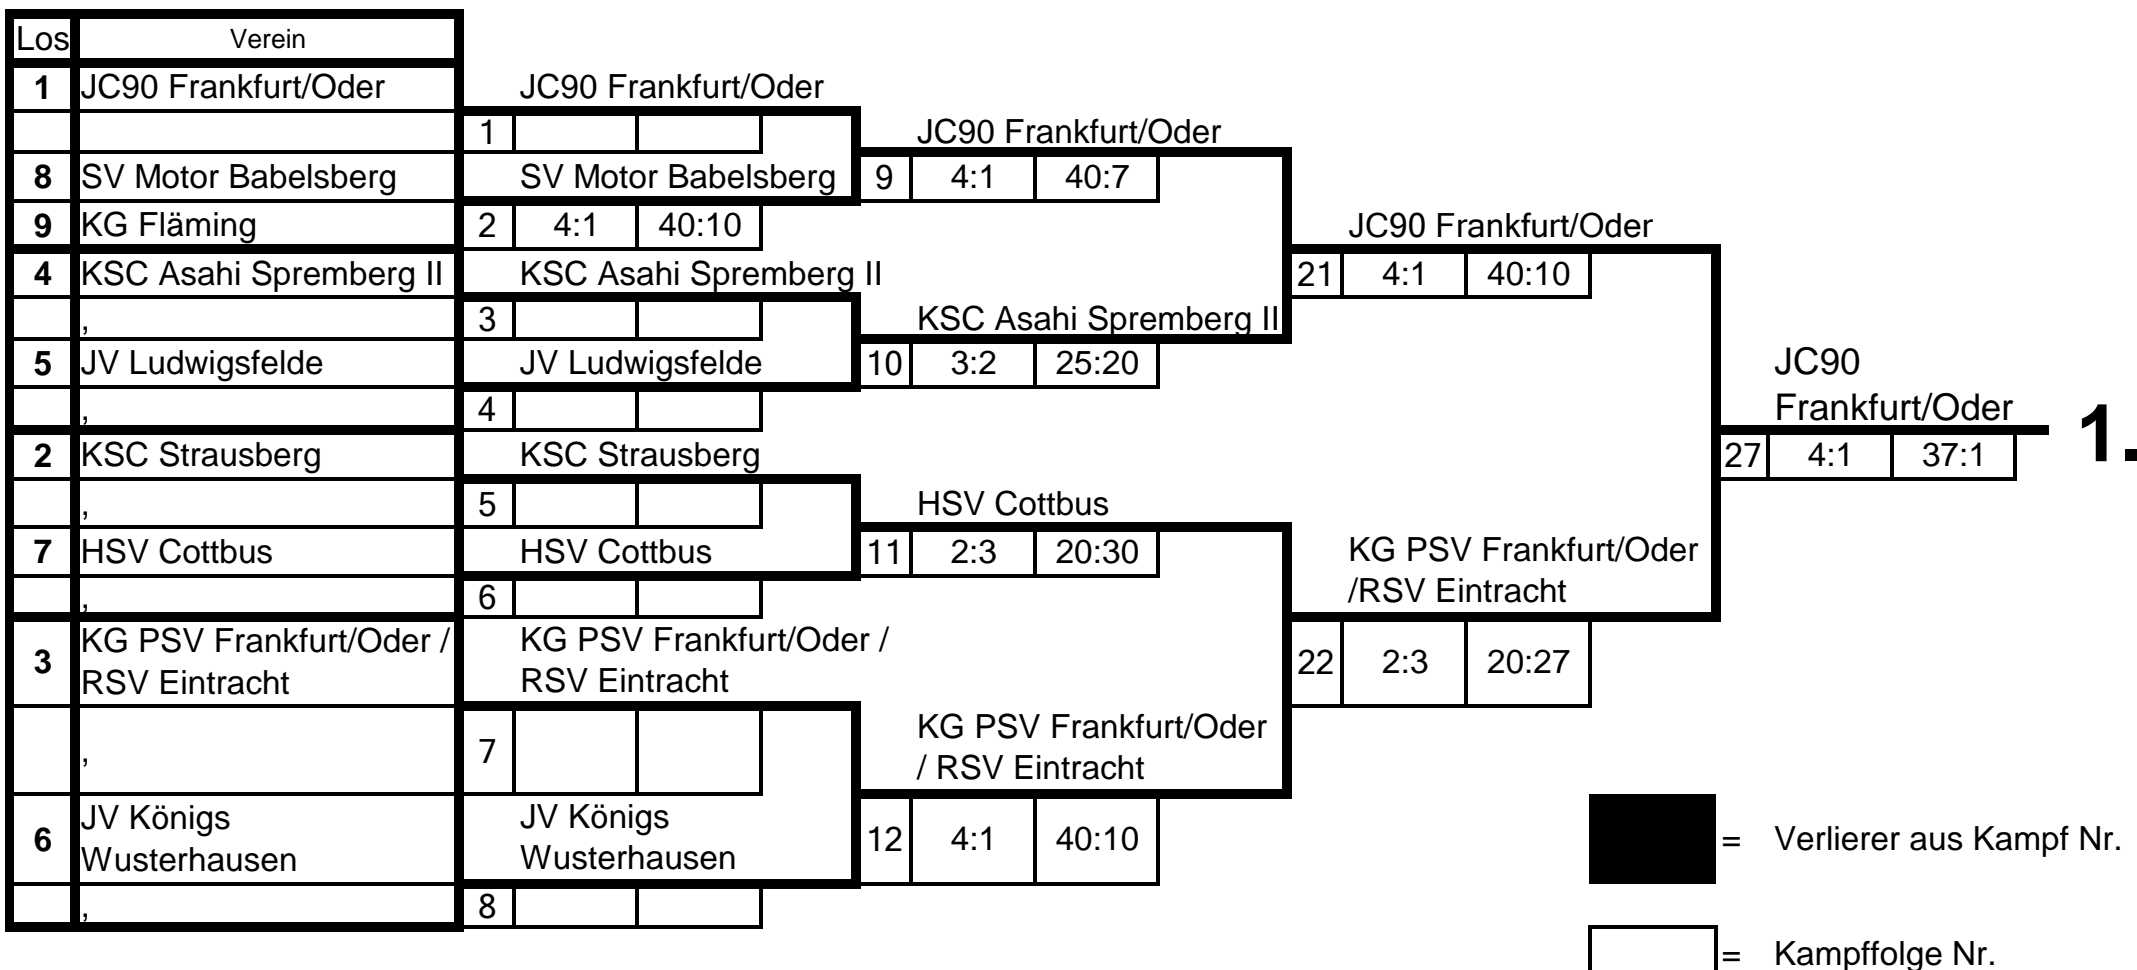 Los Verein
1 JC90 Frankfurt/Oder JC90 Frankfurt/Oder
1 JC90 Frankfurt/Oder
8 SV Motor Babelsberg SV Motor Babelsberg 9 4:1 40:7
9 KG Fläming 2 4:1 40:10 JC90 Frankfurt/Oder
4 KSC Asahi Spremberg II KSC Asahi Spremberg II 21 4:1 40:10
, 3 KSC Asahi Spremberg II
5 JV Ludwigsfelde JV Ludwigsfelde 10 3:2 25:20 JC90
, 4 Frankfurt/Oder 1.
2 KSC Strausberg KSC Strausberg 27 4:1 37:1
, 5 HSV Cottbus
7 HSV Cottbus HSV Cottbus 11 2:3 20:30 KG PSV Frankfurt/Oder
, 6 /RSV Eintracht
3 KG PSV Frankfurt/Oder / KG PSV Frankfurt/Oder / 22 2:3 20:27
RSV Eintracht RSV Eintracht
, 7 KG PSV Frankfurt/Oder
/ RSV Eintracht
6 JV Königs JV Königs 12 4:1 40:10 = Verlierer aus Kampf Nr.
Wusterhausen Wusterhausen
, 8
= Kampffolge Nr.